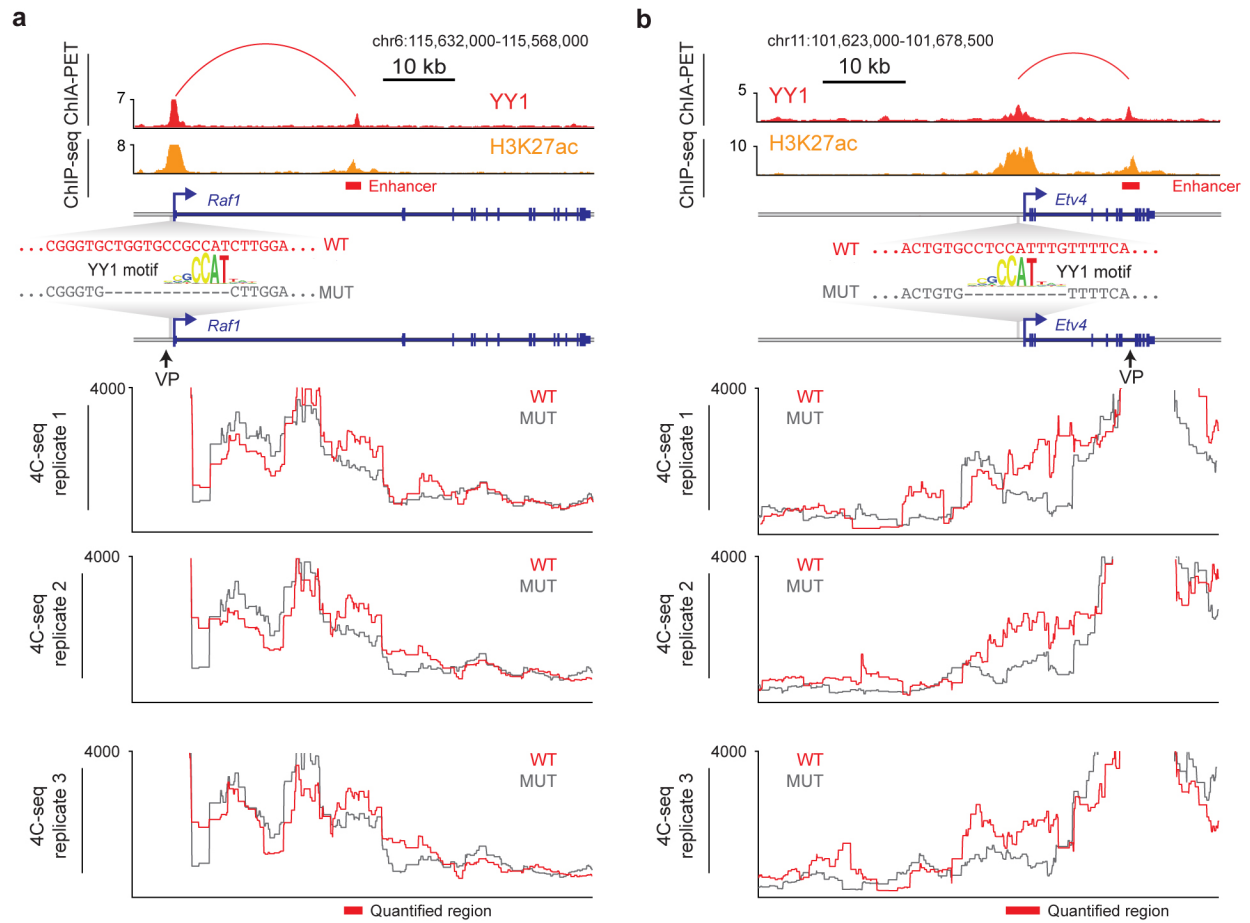 a
chr6:115,632,000-115,568,000
10 kb
ChIA-PET
7
YY1
ChIP-seq
8
H3K27ac
Enhancer
Raf1
...CGGGTGCTGGTGCCGCCATCTTGGA... WT
YY1 motif
CCAT
...CGGGTG-------------CTTGGA... MUT
Raf1
VP
4C-seq
replicate 1
4000
WT
MUT
4C-seq
replicate 2
4000
WT
MUT
4C-seq
replicate 3
4000
WT
MUT
Quantified region
b
chr11:101,623,000-101,678,500
10 kb
ChIA-PET
5
YY1
ChIP-seq
10
H3K27ac
Enhancer
Etv4
WT ...ACTGTGCCTCCATTTGTTTTCA...
CCAT
YY1 motif
MUT ...ACTGTG----------TTTTCA...
Etv4
VP
4C-seq
replicate 1
4000
WT
MUT
4C-seq
replicate 2
4000
WT
MUT
4C-seq
replicate 3
4000
WT
MUT
Quantified region